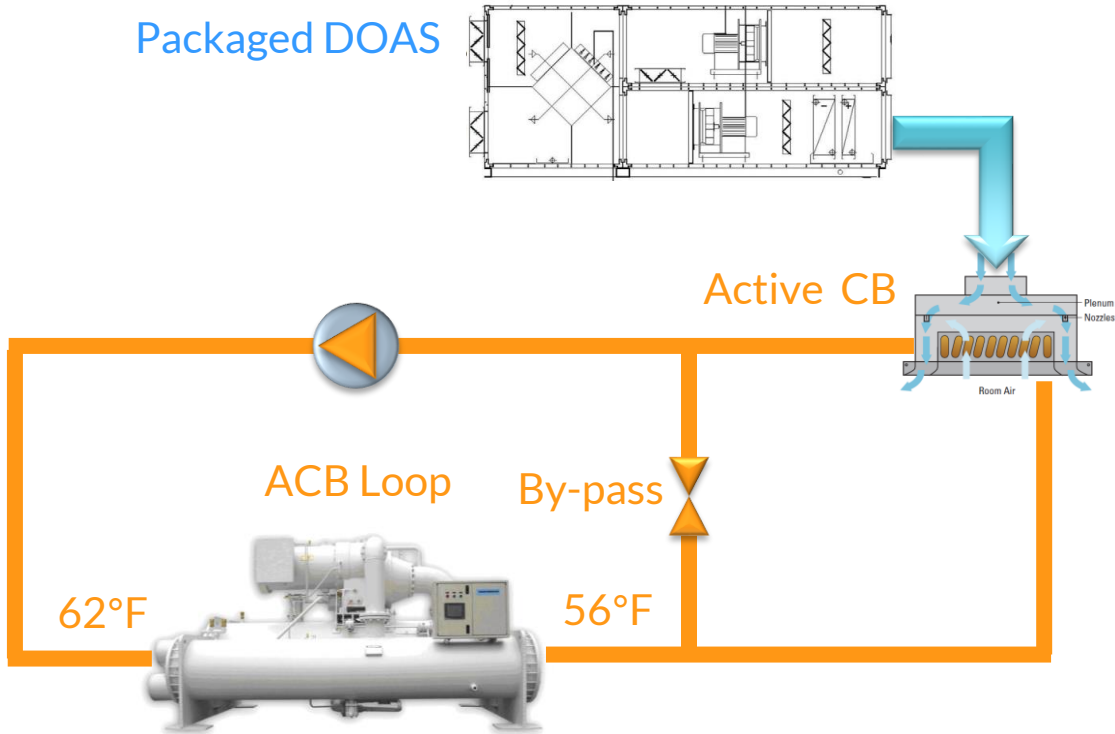 Packaged DOAS
Active CB
Plenum
Nozzles
Room Air
ACB Loop
By-pass
62°F
56°F